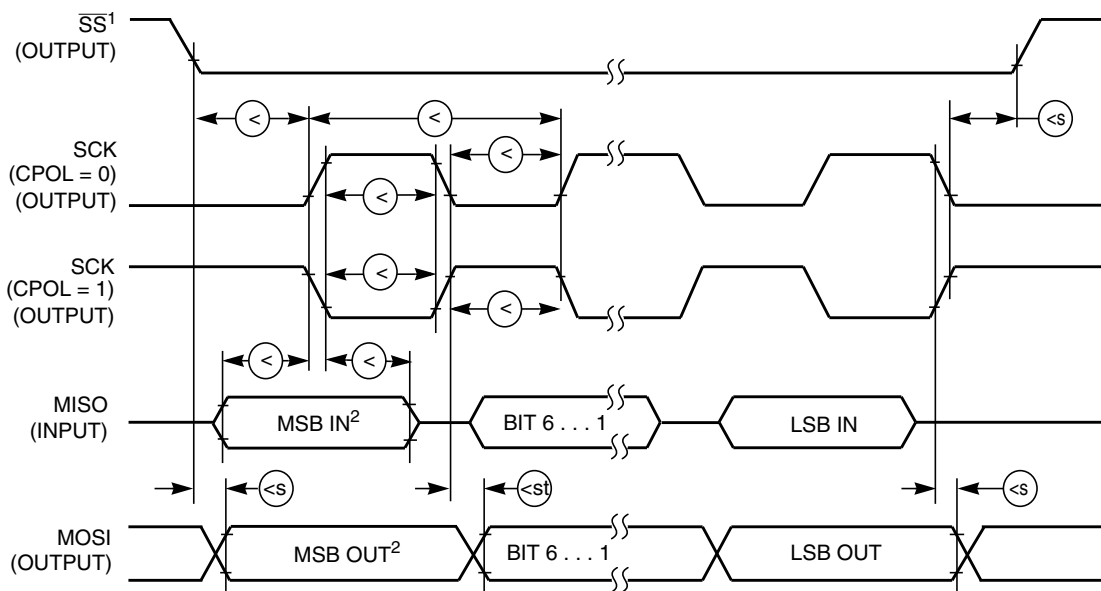 SS¹
(OUTPUT)
<
<
<s
SCK
(CPOL = 0)
(OUTPUT)
<
<
SCK
(CPOL = 1)
(OUTPUT)
<
<
<
<
MISO
(INPUT)
MSB IN²
BIT 6 . . . 1
LSB IN
<s
<st
<s
MOSI
(OUTPUT)
MSB OUT²
BIT 6 . . . 1
LSB OUT